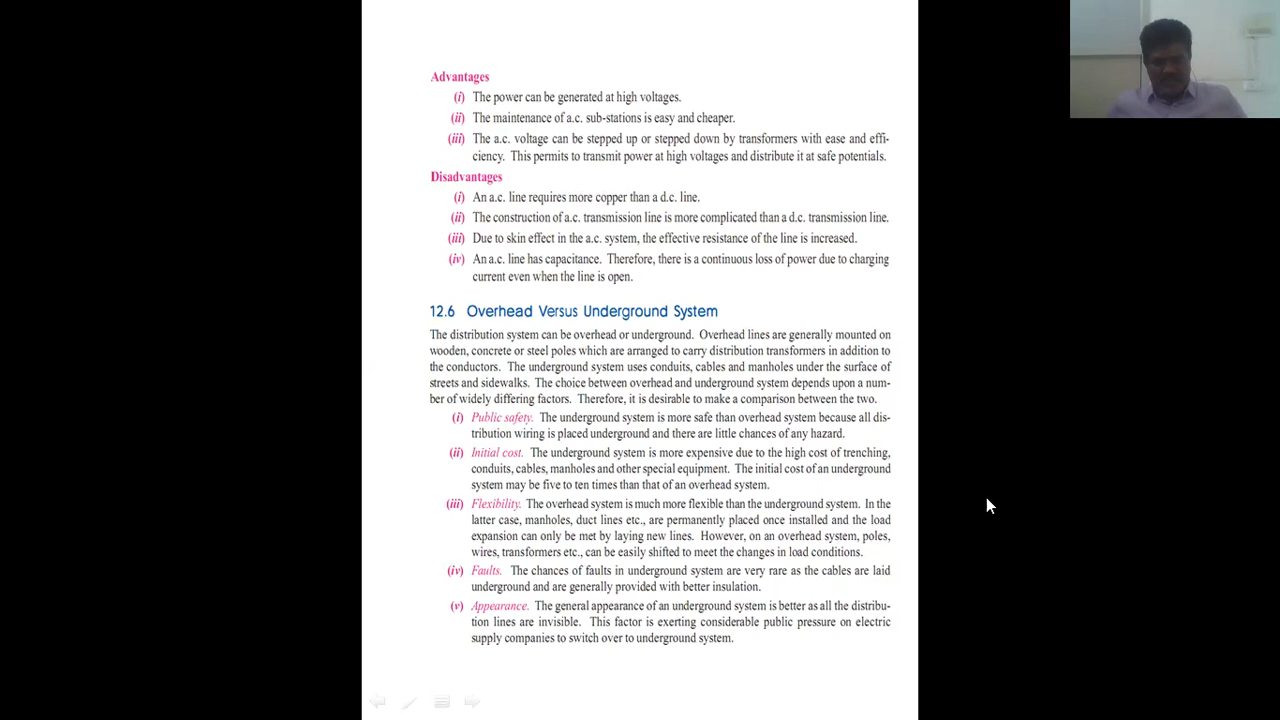 Advantages
(i) The power can be generated at high voltages.
(ii) The maintenance of a.c. sub-stations is easy and cheaper.
(iii) The a.c. voltage can be stepped up or stepped down by transformers with ease and effi-
ciency. This permits to transmit power at high voltages and distribute it at safe potentials.
Disadvantages
(i) An a.c. line requires more copper than a d.c. line.
(ii) The construction of a.c. transmission line is more complicated than a d.c. transmission line.
(iii) Due to skin effect in the a.c. system, the effective resistance of the line is increased.
(iv) An a.c. line has capacitance. Therefore, there is a continuous loss of power due to charging
current even when the line is open.
12.6 Overhead Versus Underground System
The distribution system can be overhead or underground. Overhead lines are generally mounted on
wooden, concrete or steel poles which are arranged to carry distribution transformers in addition to
the conductors. The underground system uses conduits, cables and manholes under the surface of
streets and sidewalks. The choice between overhead and underground system depends upon a num-
ber of widely differing factors. Therefore, it is desirable to make a comparison between the two.
(i) Public safety. The underground system is more safe than overhead system because all dis-
tribution wiring is placed underground and there are little chances of any hazard.
(ii) Initial cost. The underground system is more expensive due to the high cost of trenching,
conduits, cables, manholes and other special equipment. The initial cost of an underground
system may be five to ten times than that of an overhead system.
(iii) Flexibility. The overhead system is much more flexible than the underground system. In the
latter case, manholes, duct lines etc., are permanently placed once installed and the load
expansion can only be met by laying new lines. However, on an overhead system, poles,
wires, transformers etc., can be easily shifted to meet the changes in load conditions.
(iv) Faults. The chances of faults in underground system are very rare as the cables are laid
underground and are generally provided with better insulation.
(v) Appearance. The general appearance of an underground system is better as all the distribu-
tion lines are invisible. This factor is exerting considerable public pressure on electric
supply companies to switch over to underground system.